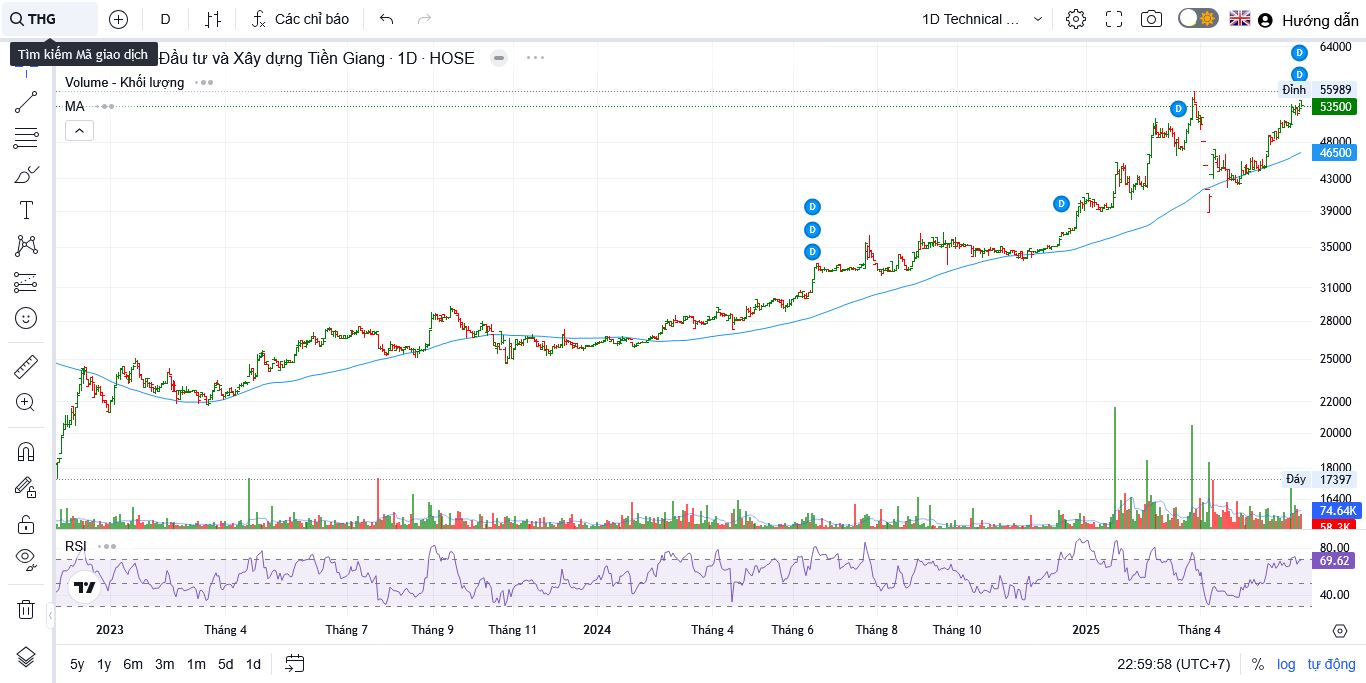 THG
D
Các chỉ báo
1D Technical ...
Hướng dẫn
Tìm kiếm Mã giao dịch
Đầu tư và Xây dựng Tiền Giang · 1D · HOSE
Volume - Khối lượng
MA
D
D
D
D
D
D
D
64000
Đỉnh 55989
53500
48000
46500
43000
39000
35000
31000
28000
25000
22000
20000
18000
Đáy 17397
16400
74.64K
58.3K
RSI
80.00
69.62
40.00
2023 Tháng 4 Tháng 7 Tháng 9 Tháng 11 2024 Tháng 4 Tháng 6 Tháng 8 Tháng 10 2025 Tháng 4
5y 1y 6m 3m 1m 5d 1d
22:59:58 (UTC+7) % log tự động